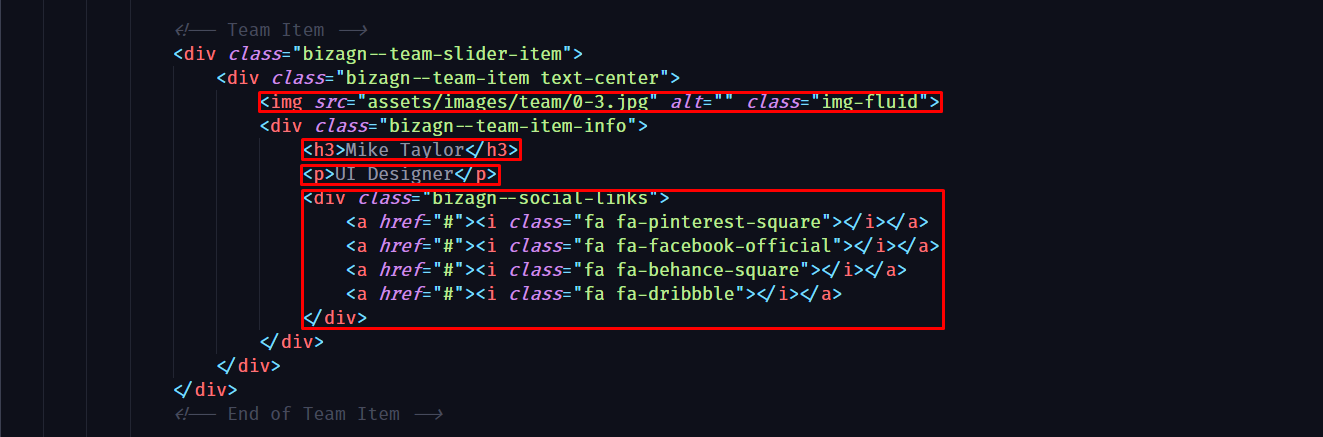 <!-- Team Item -->
<div class="bizagn--team-slider-item">
<div class="bizagn--team-item text-center">
<img src="assets/images/team/0-3.jpg" alt="" class="img-fluid">
<div class="bizagn--team-item-info">
<h3>Mike Taylor</h3>
<p>UI Designer</p>
<div class="bizagn--social-links">
<a href="#"><i class="fa fa-pinterest-square"></i></a>
<a href="#"><i class="fa fa-facebook-official"></i></a>
<a href="#"><i class="fa fa-behance-square"></i></a>
<a href="#"><i class="fa fa-dribbble"></i></a>
</div>
</div>
</div>
</div>
<!-- End of Team Item -->